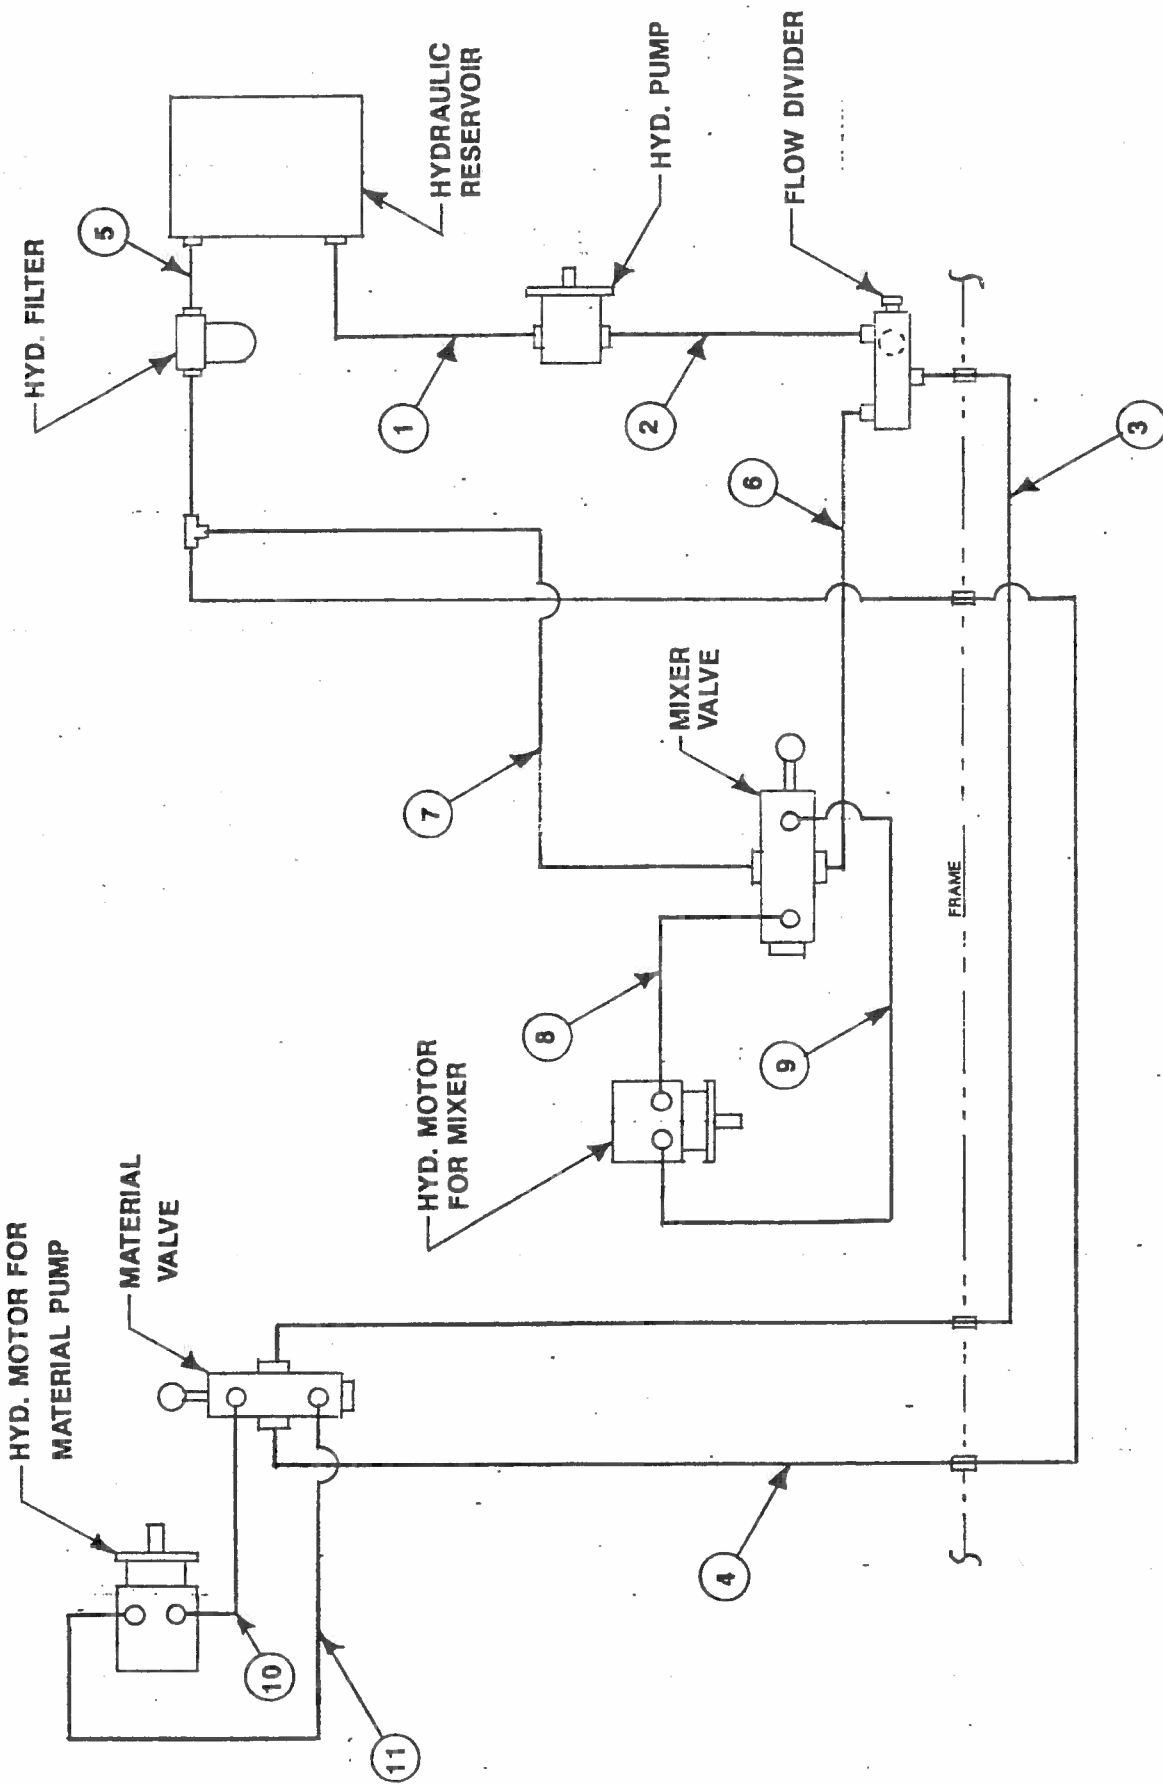 HYD. MOTOR FOR
MATERIAL PUMP
MATERIAL
VALVE
HYD. MOTOR
FOR MIXER
MIXER
VALVE
HYD. FILTER
HYDRAULIC
RESERVOIR
HYD. PUMP
FLOW DIVIDER
FRAME
1
2
3
4
5
6
7
8
9
10
11